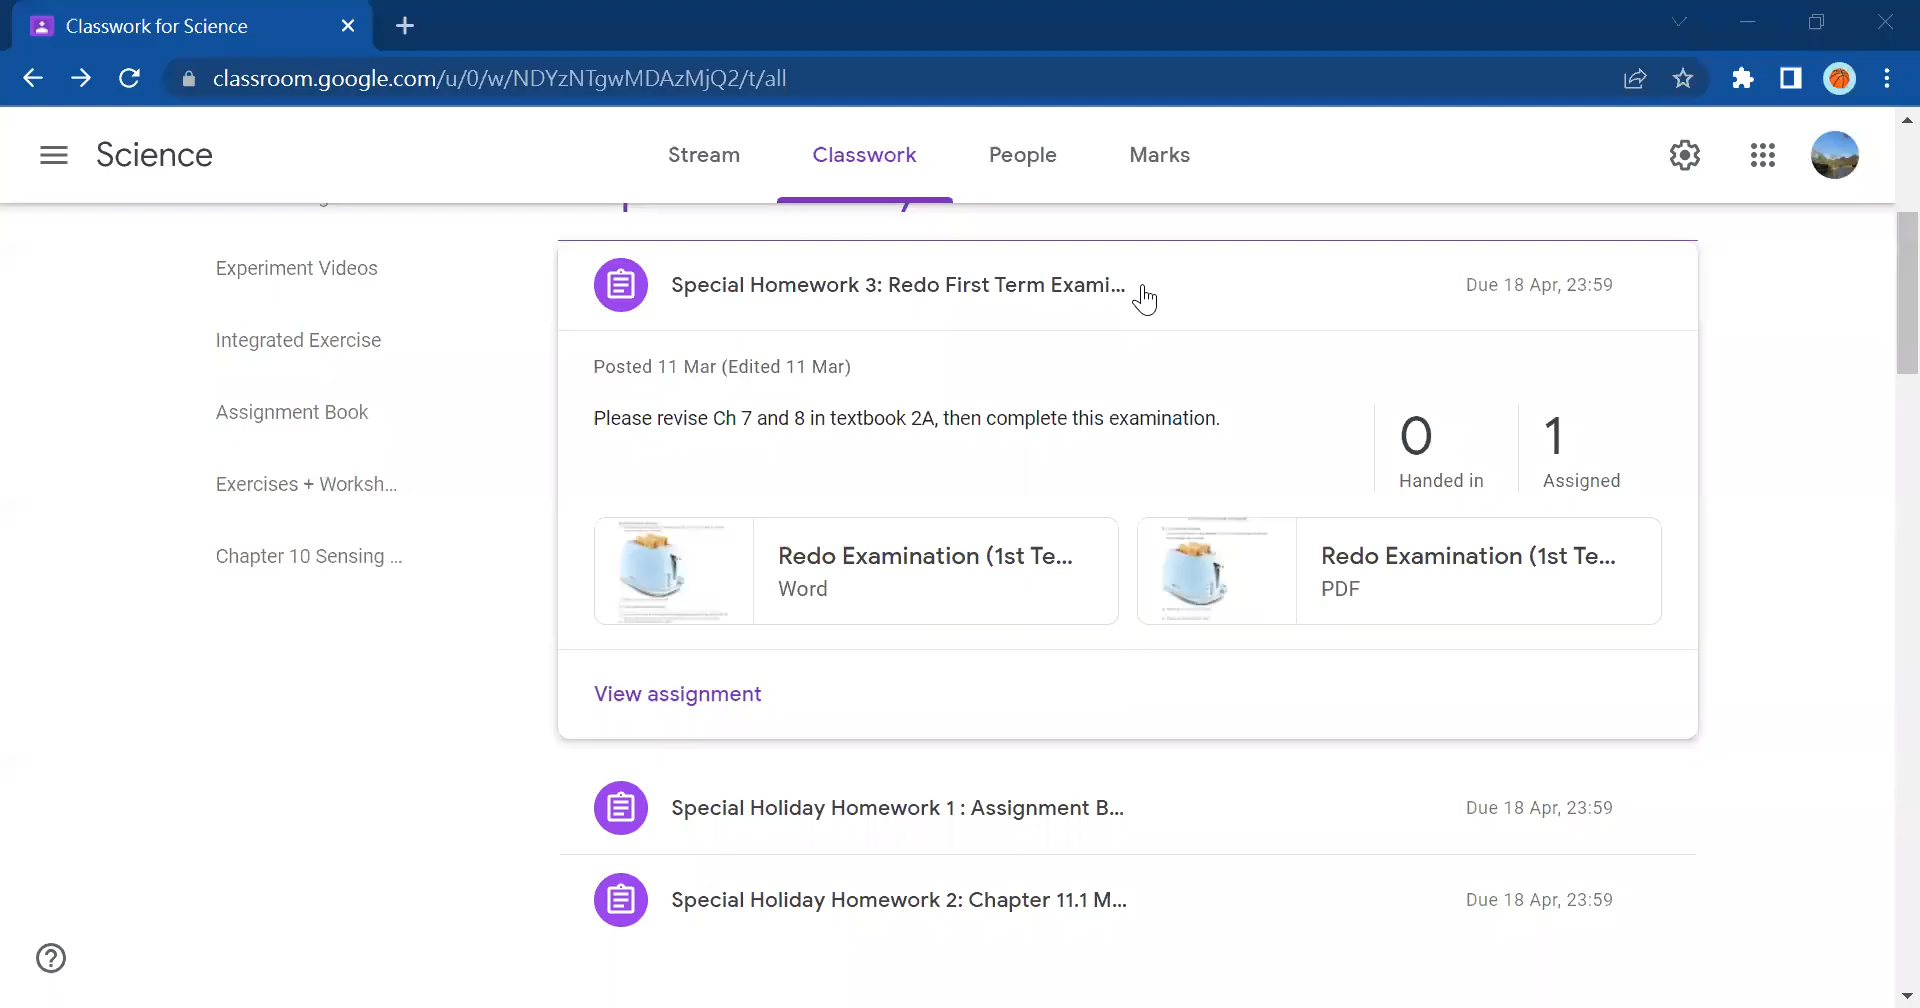 Classwork for Science
classroom.google.com/u/0/w/NDYzNTgwMDAzMjQ2/t/all
Science
Stream
Classwork
People
Marks
Experiment Videos
Integrated Exercise
Assignment Book
Exercises + Worksh...
Chapter 10 Sensing ...
Special Homework 3: Redo First Term Exami...
Due 18 Apr, 23:59
Posted 11 Mar (Edited 11 Mar)
Please revise Ch 7 and 8 in textbook 2A, then complete this examination.
0
Handed in
1
Assigned
Redo Examination (1st Te...
Word
Redo Examination (1st Te...
PDF
View assignment
Special Holiday Homework 1 : Assignment B...
Due 18 Apr, 23:59
Special Holiday Homework 2: Chapter 11.1 M...
Due 18 Apr, 23:59